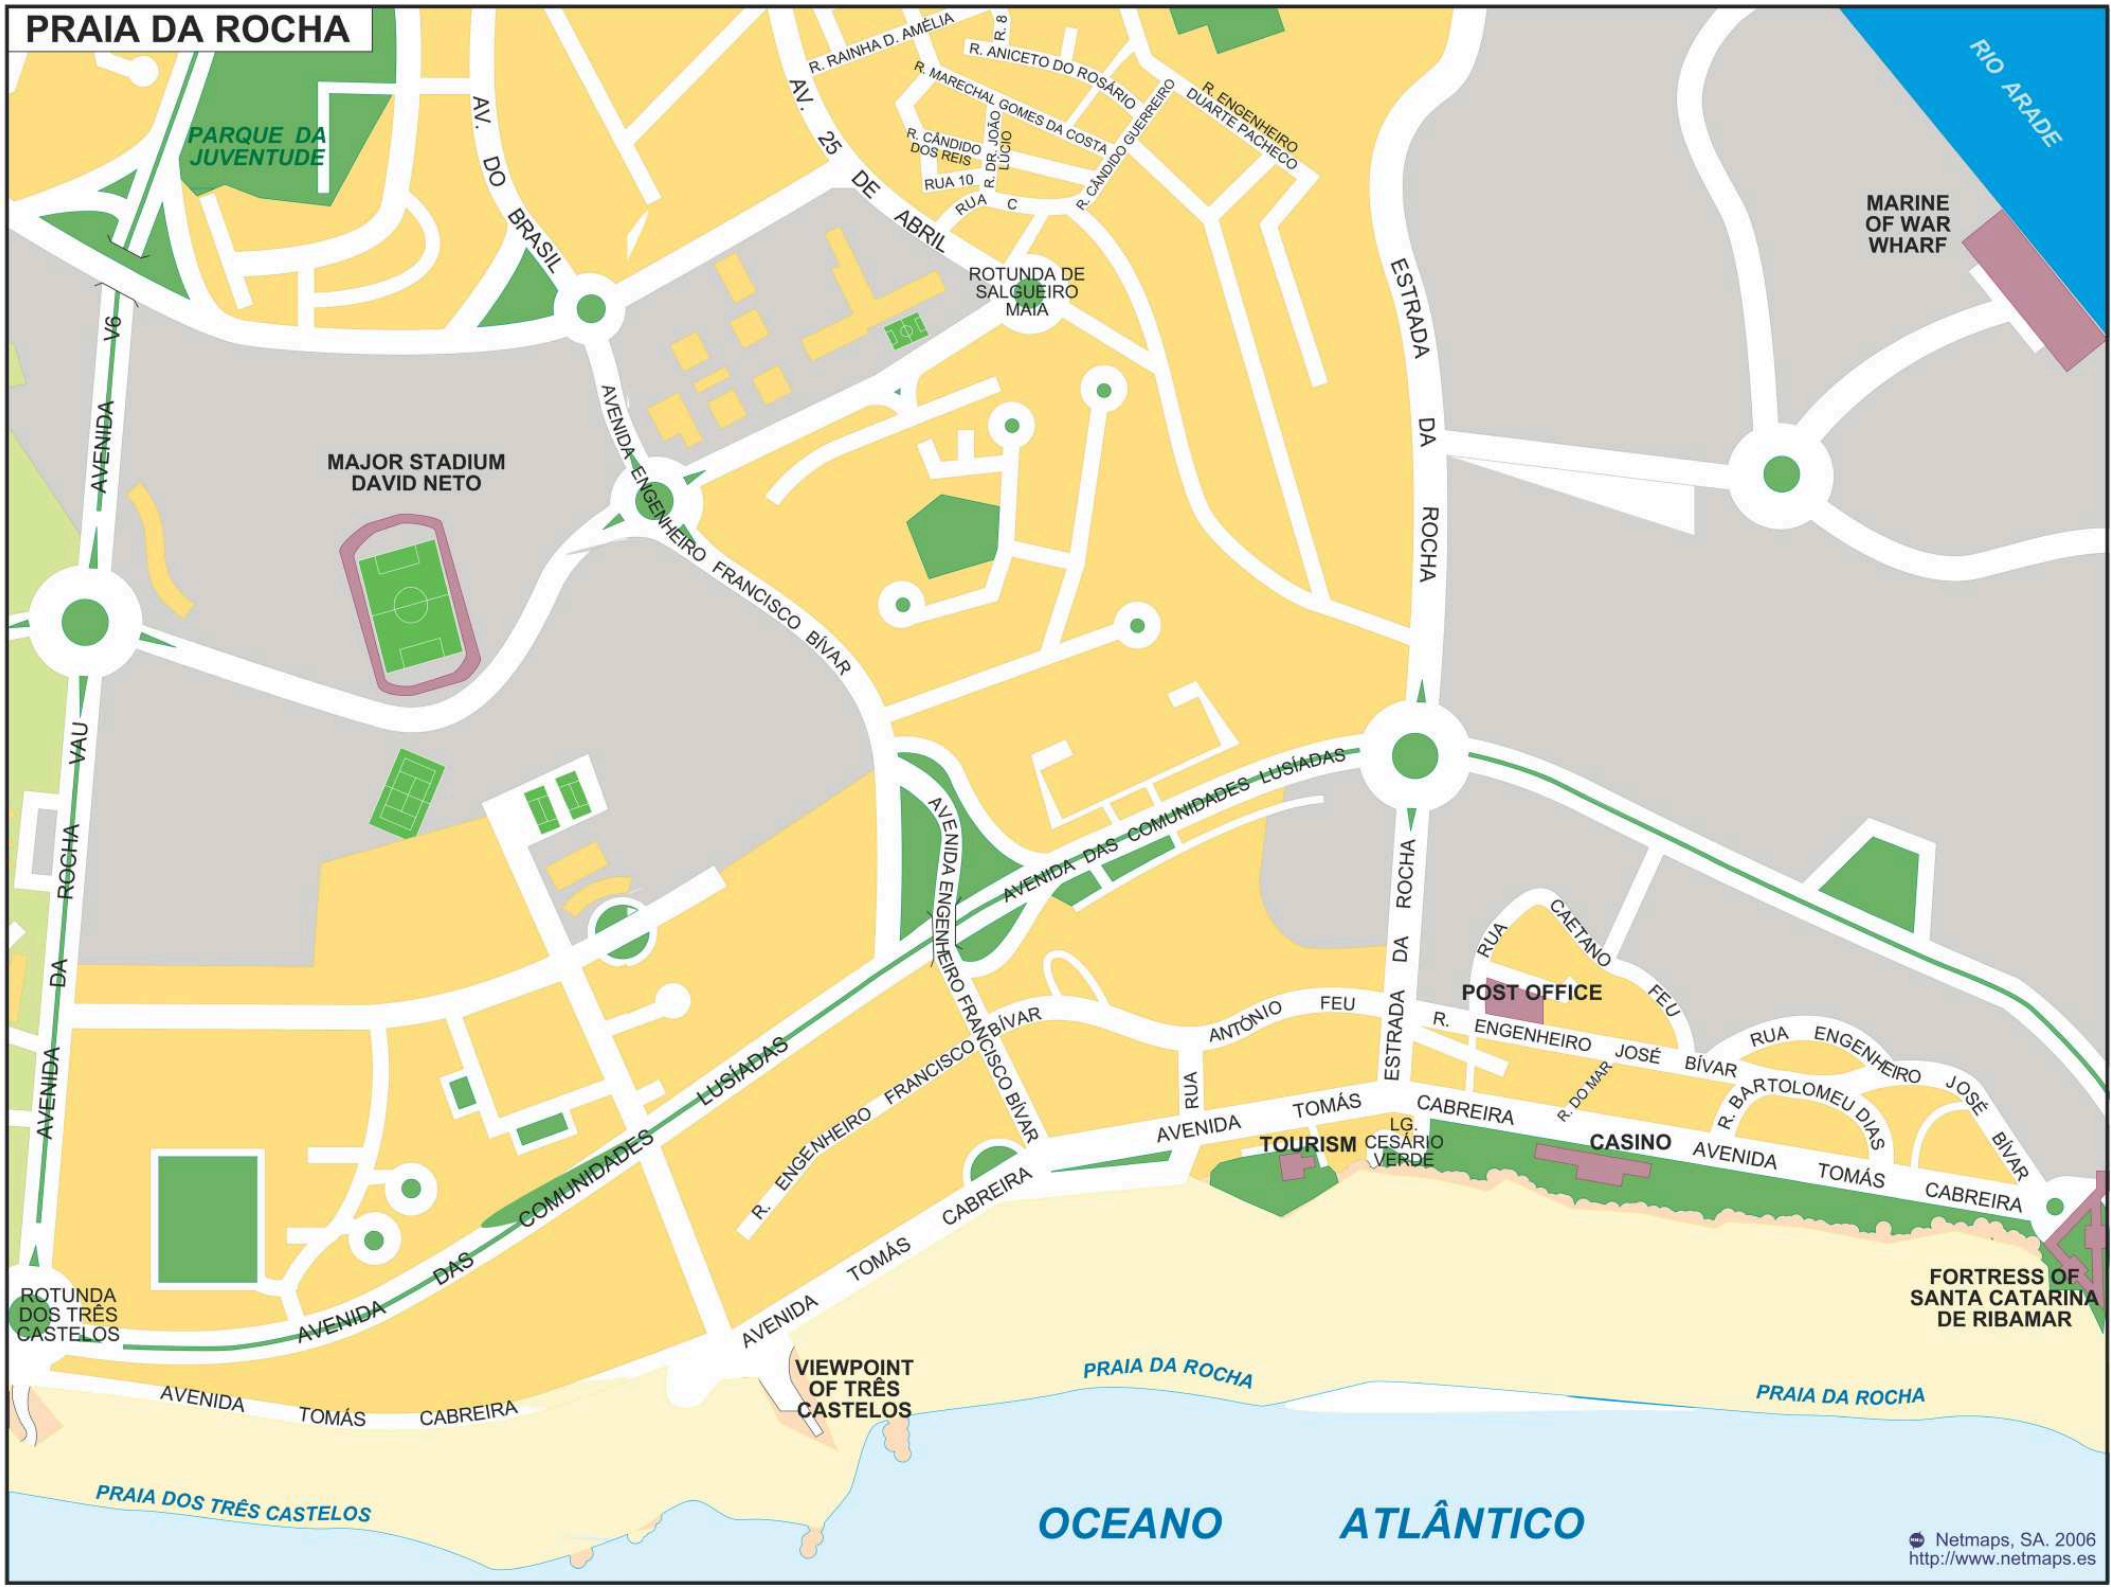 PRAIA DA ROCHA
PARQUE DA
JUVENTUDE
AV. DO BRASIL
R. RAINHA D. AMÉLIA
R. 8
R. ANICETO DO ROSÁRIO
R. MARECHAL GOMES DA COSTA
R. ENGENHEIRO
DUARTE PACHECO
R. CÂNDIDO
DOS REIS
R. DR. JOÃO
LÚCIO
R. CÂNDIDO GUERREIRO
RUA 10
RUA C
AV. 25 DE ABRIL
ROTUNDA DE
SALGUEIRO
MAIA
RIO ARADE
MARINE
OF WAR
WHARF
ESTRADA DA ROCHA
AVENIDA V6
MAJOR STADIUM
DAVID NETO
AVENIDA ENGENHEIRO FRANCISCO BÍVAR
AVENIDA DA ROCHA VAU
AVENIDA
AVENIDA ENGENHEIRO FRANCISCO BÍVAR
AVENIDA DAS COMUNIDADES LUSÍADAS
ESTRADA DA ROCHA
RUA CAETANO FEU
POST OFFICE
R. ENGENHEIRO JOSÉ BÍVAR
RUA ENGENHEIRO JOSÉ BÍVAR
R. BARTOLOMEU DIAS
R. DO MAR
RUA ANTÓNIO FEU
R. ENGENHEIRO FRANCISCO BÍVAR
AVENIDA DAS COMUNIDADES LUSÍADAS
AVENIDA TOMÁS CABREIRA
AVENIDA TOMÁS CABREIRA
TOURISM
LG.
CESÁRIO
VERDE
CASINO
AVENIDA TOMÁS CABREIRA
ROTUNDA
DOS TRÊS
CASTELOS
FORTRESS OF
SANTA CATARINA
DE RIBAMAR
AVENIDA TOMÁS CABREIRA
VIEWPOINT
OF TRÊS
CASTELOS
PRAIA DA ROCHA
PRAIA DA ROCHA
PRAIA DOS TRÊS CASTELOS
OCEANO ATLÂNTICO
Netmaps, SA. 2006
http://www.netmaps.es